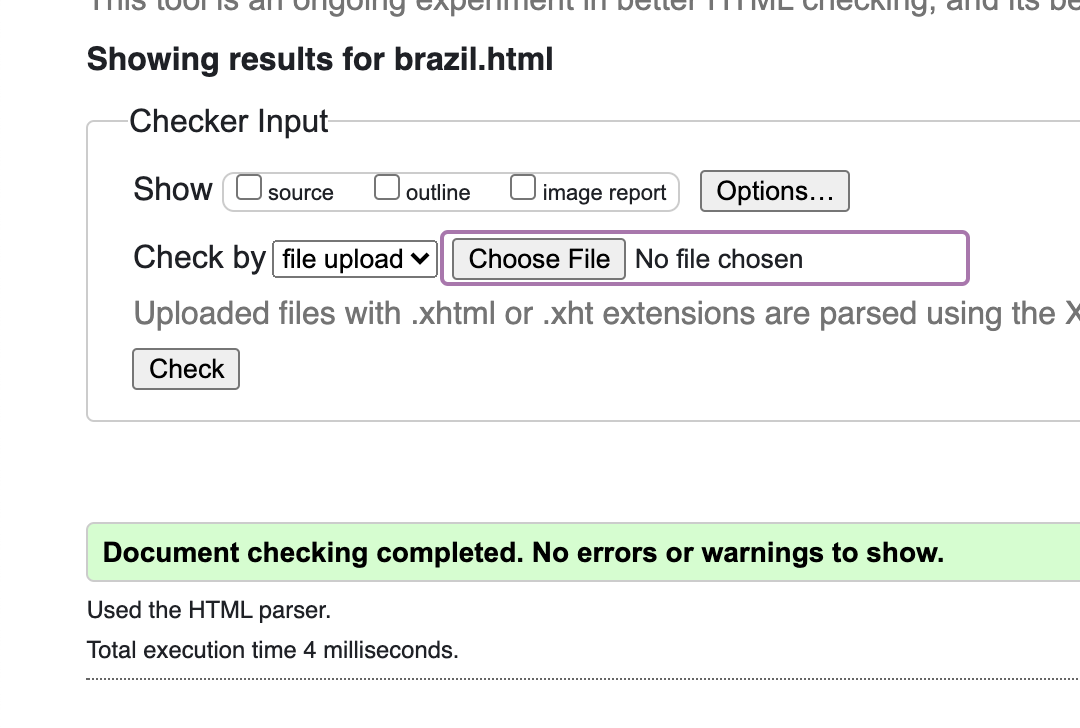 This tool is an ongoing experiment in better HTML checking, and its be
Showing results for brazil.html
Checker Input
Show source outline image report Options…
Check by file upload Choose File No file chosen
Uploaded files with .xhtml or .xht extensions are parsed using the X
Check
Document checking completed. No errors or warnings to show.
Used the HTML parser.
Total execution time 4 milliseconds.